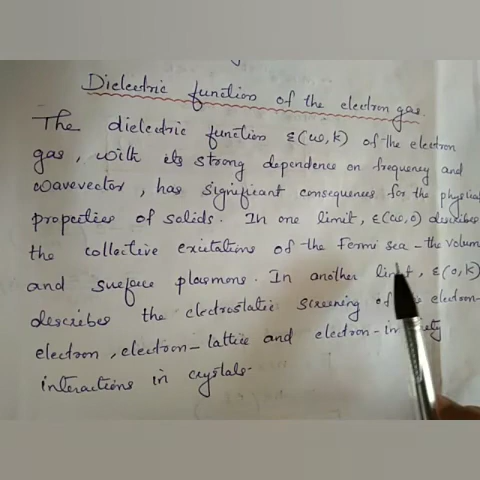 Dielectric function of the electron gas.
The dielectric function ε(ω,k) of the electron
gas, with its strong dependence on frequency and
wavevector, has significant consequences for the physical
properties of solids. In one limit, ε(ω,0) describes
the collective excitations of the Fermi sea - the volum
and surface plasmons. In another limit, ε(0,k)
describes the electrostatic screening of electron-
electron, electron-lattice and electron-
interactions in crystals.